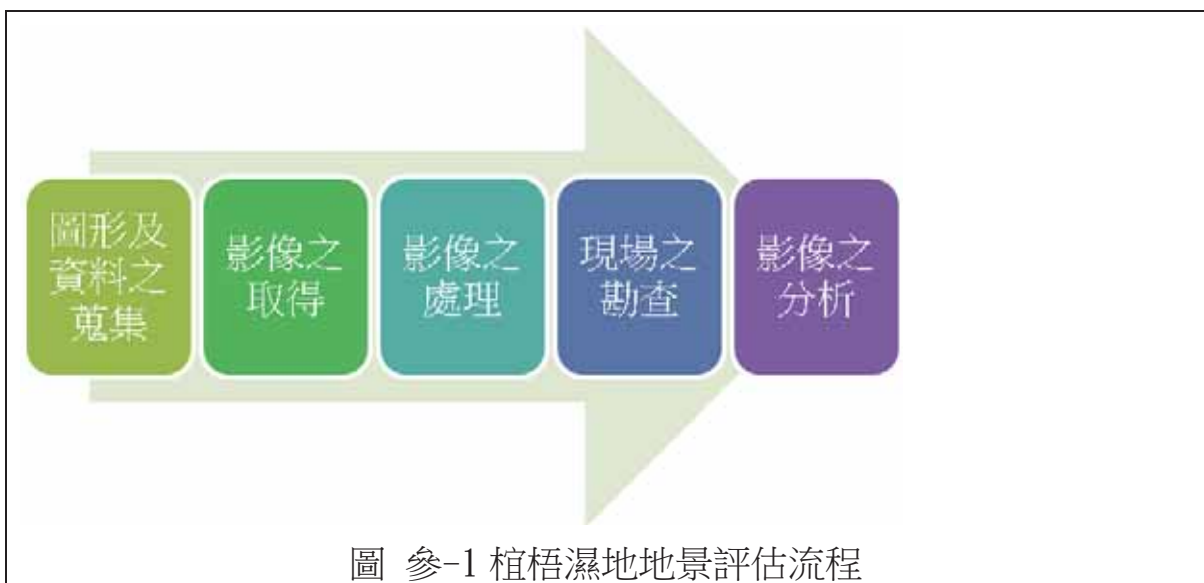 圖形及
資料之
蒐集
影像之
取得
影像之
處理
現場之
勘查
影像之
分析
圖 參-1 椬梧濕地地景評估流程